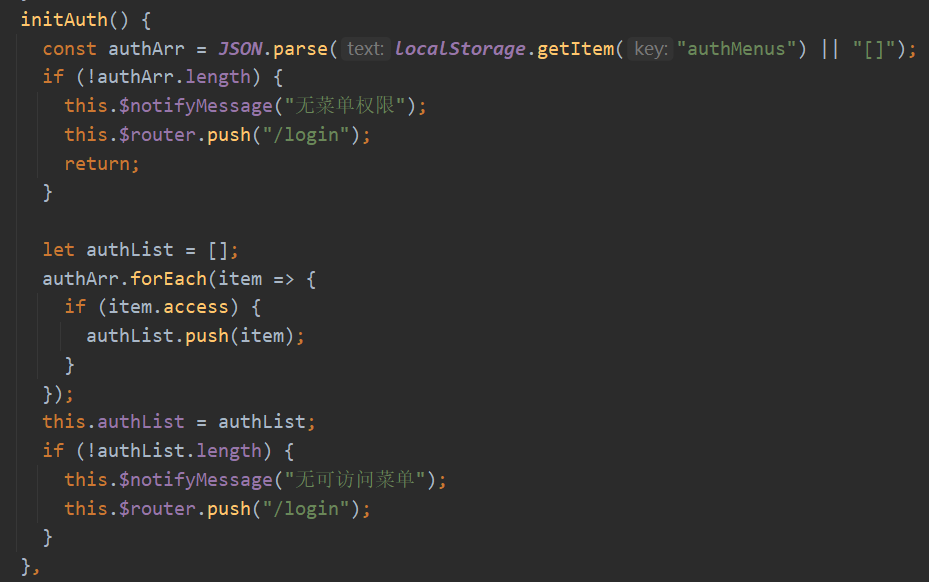 initAuth() {
  const authArr = JSON.parse( text: localStorage.getItem( key: "authMenus") || "[]");
  if (!authArr.length) {
    this.$notifyMessage("无菜单权限");
    this.$router.push("/login");
    return;
  }

  let authList = [];
  authArr.forEach(item => {
    if (item.access) {
      authList.push(item);
    }
  });
  this.authList = authList;
  if (!authList.length) {
    this.$notifyMessage("无可访问菜单");
    this.$router.push("/login");
  }
},